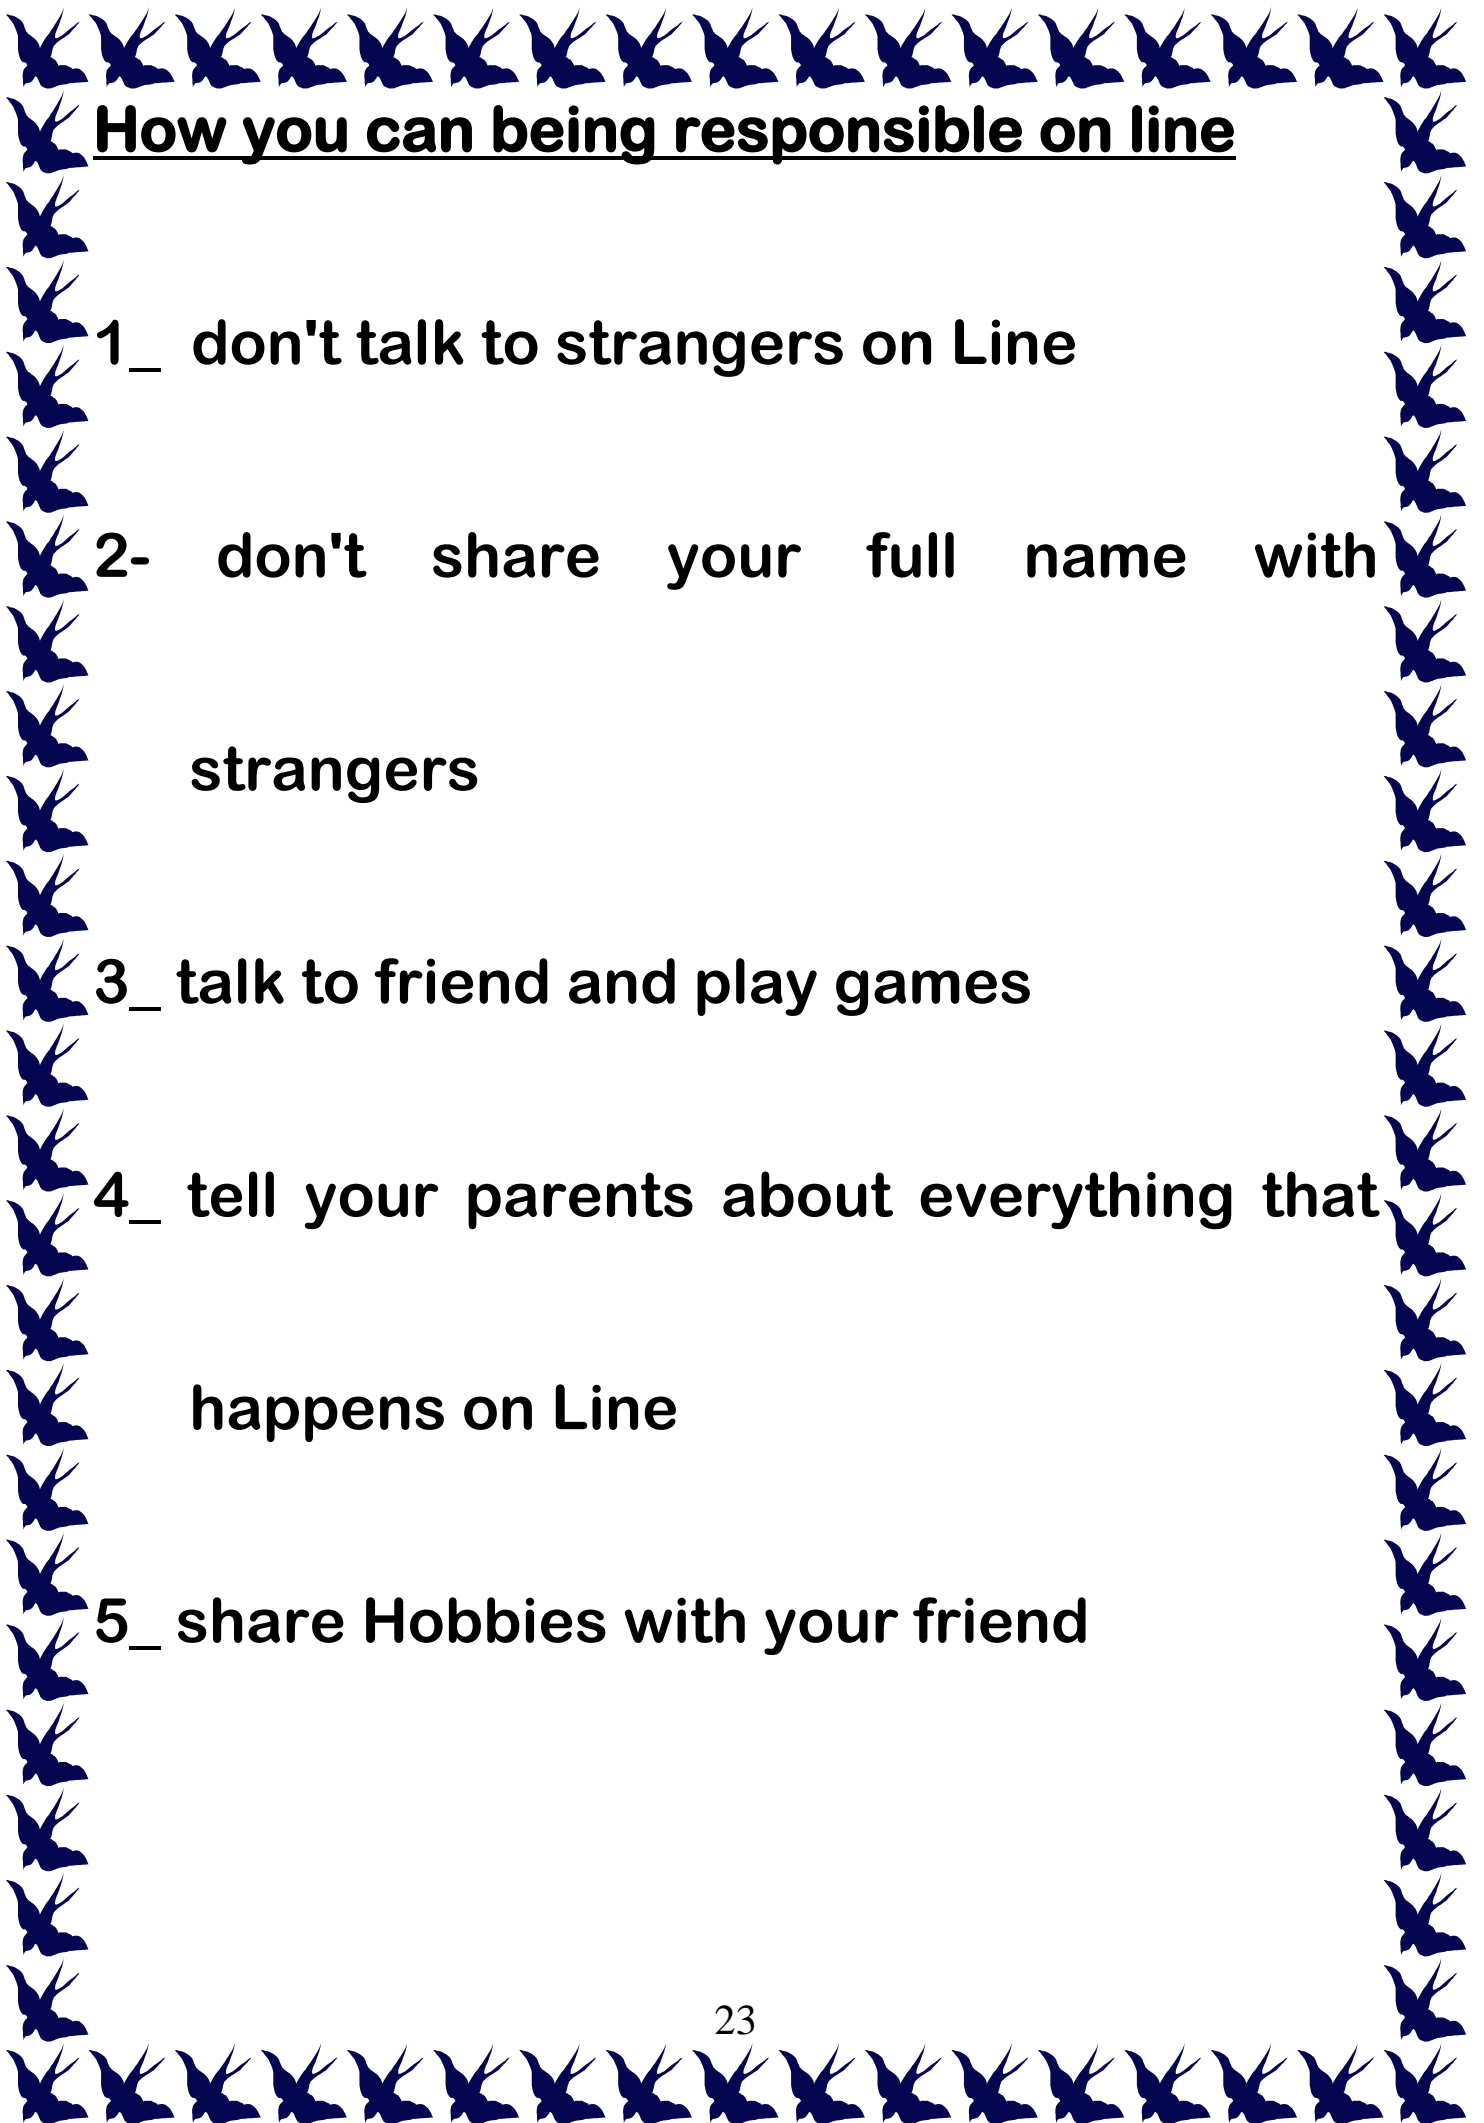 How you can being responsible on line
1_ don't talk to strangers on Line
2- don't share your full name with
strangers
3_ talk to friend and play games
4_ tell your parents about everything that
happens on Line
5_ share Hobbies with your friend
23